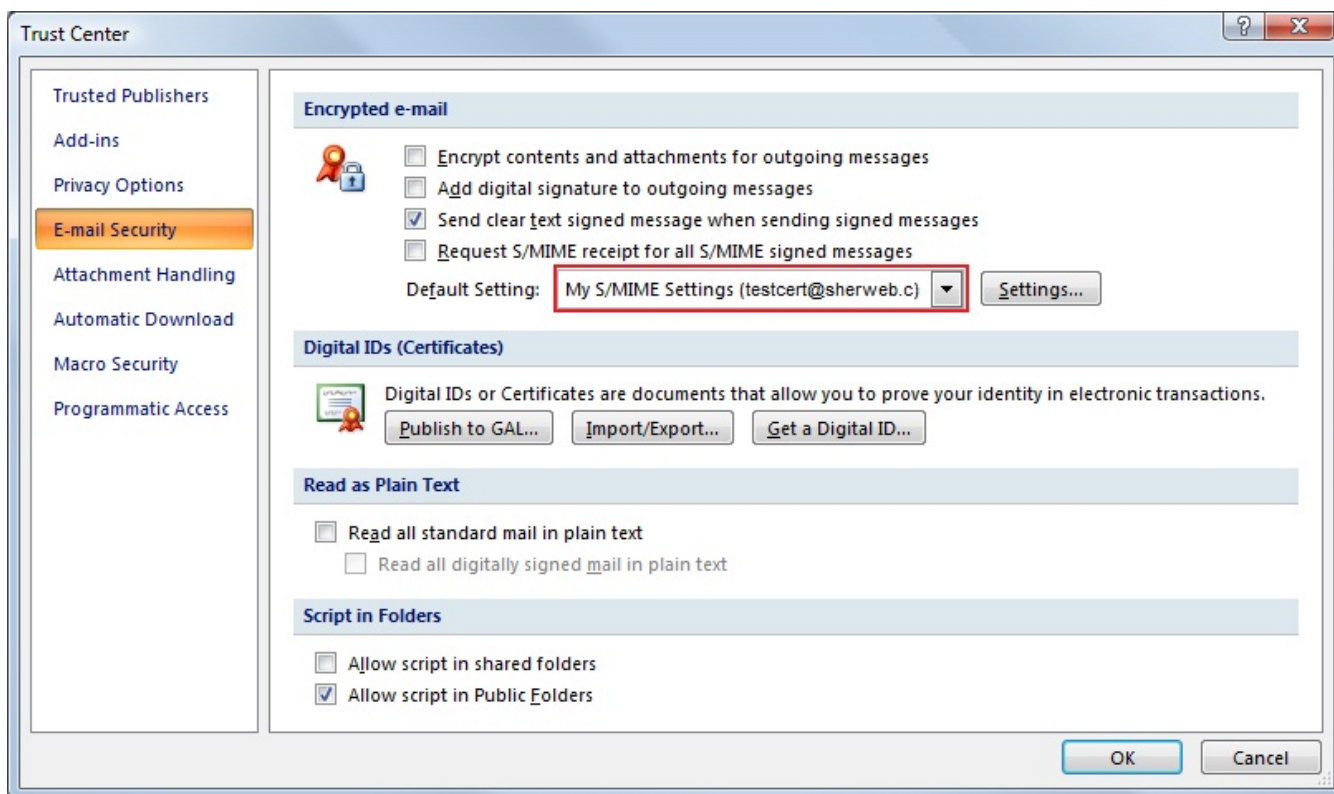 Trust Center
Trusted Publishers
Add-ins
Privacy Options
E-mail Security
Attachment Handling
Automatic Download
Macro Security
Programmatic Access
Encrypted e-mail
Encrypt contents and attachments for outgoing messages
Add digital signature to outgoing messages
Send clear text signed message when sending signed messages
Request S/MIME receipt for all S/MIME signed messages
Default Setting: My S/MIME Settings (testcert@sherweb.c) Settings...
Digital IDs (Certificates)
Digital IDs or Certificates are documents that allow you to prove your identity in electronic transactions.
Publish to GAL... Import/Export... Get a Digital ID...
Read as Plain Text
Read all standard mail in plain text
Read all digitally signed mail in plain text
Script in Folders
Allow script in shared folders
Allow script in Public Folders
OK Cancel